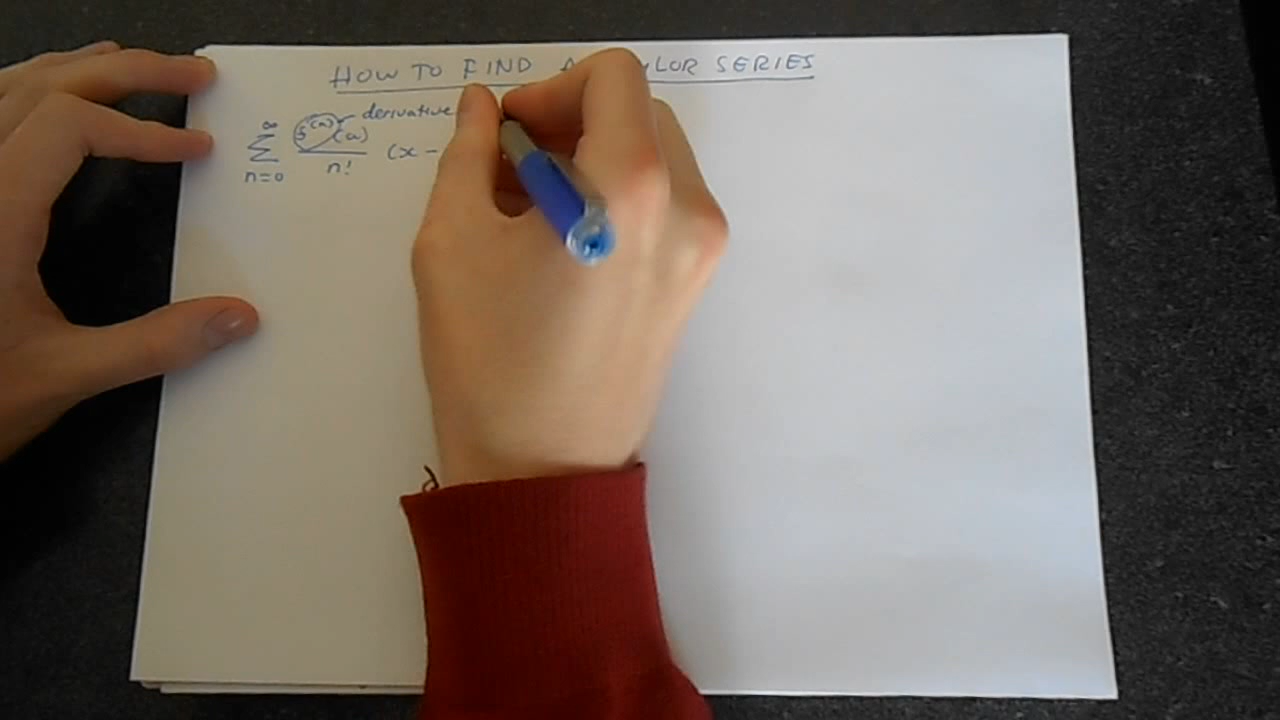 HOW TO FIND A LOR SERIES
∞ f(n) derivative
∑ (a) (x -
n=0 n!